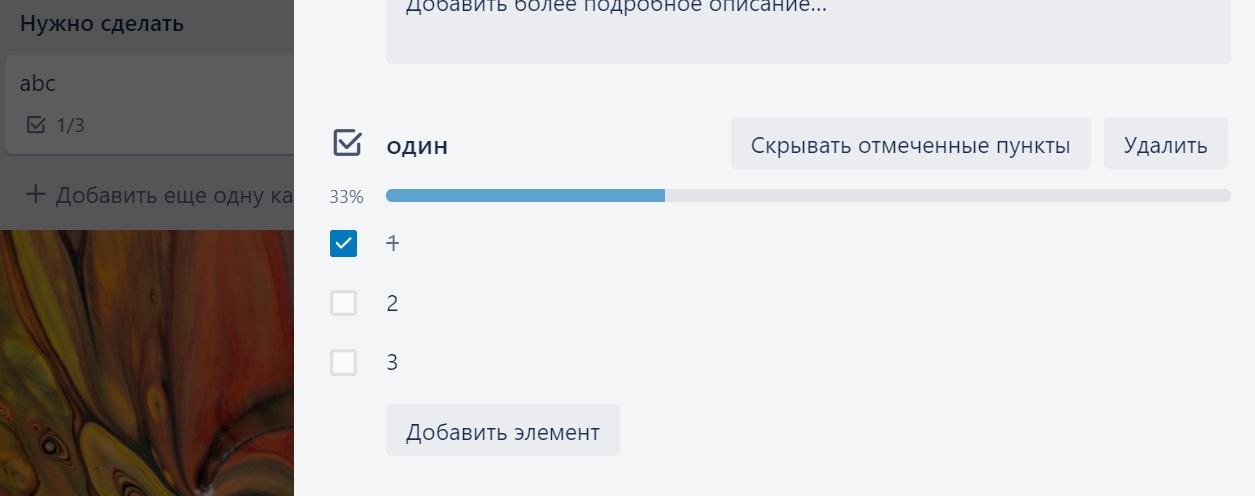 Нужно сделать
abc
1/3
Добавить еще одну ка
Добавить более подробное описание...
один
Скрывать отмеченные пункты
Удалить
33%
1
2
3
Добавить элемент